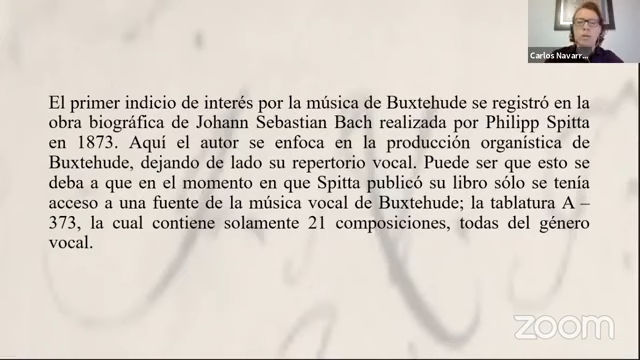 Carlos Navarr...
El primer indicio de interés por la música de Buxtehude se registró en la
obra biográfica de Johann Sebastian Bach realizada por Philipp Spitta
en 1873. Aquí el autor se enfoca en la producción organística de
Buxtehude, dejando de lado su repertorio vocal. Puede ser que esto se
deba a que en el momento en que Spitta publicó su libro sólo se tenía
acceso a una fuente de la música vocal de Buxtehude; la tablatura A –
373, la cual contiene solamente 21 composiciones, todas del género
vocal.
zoom